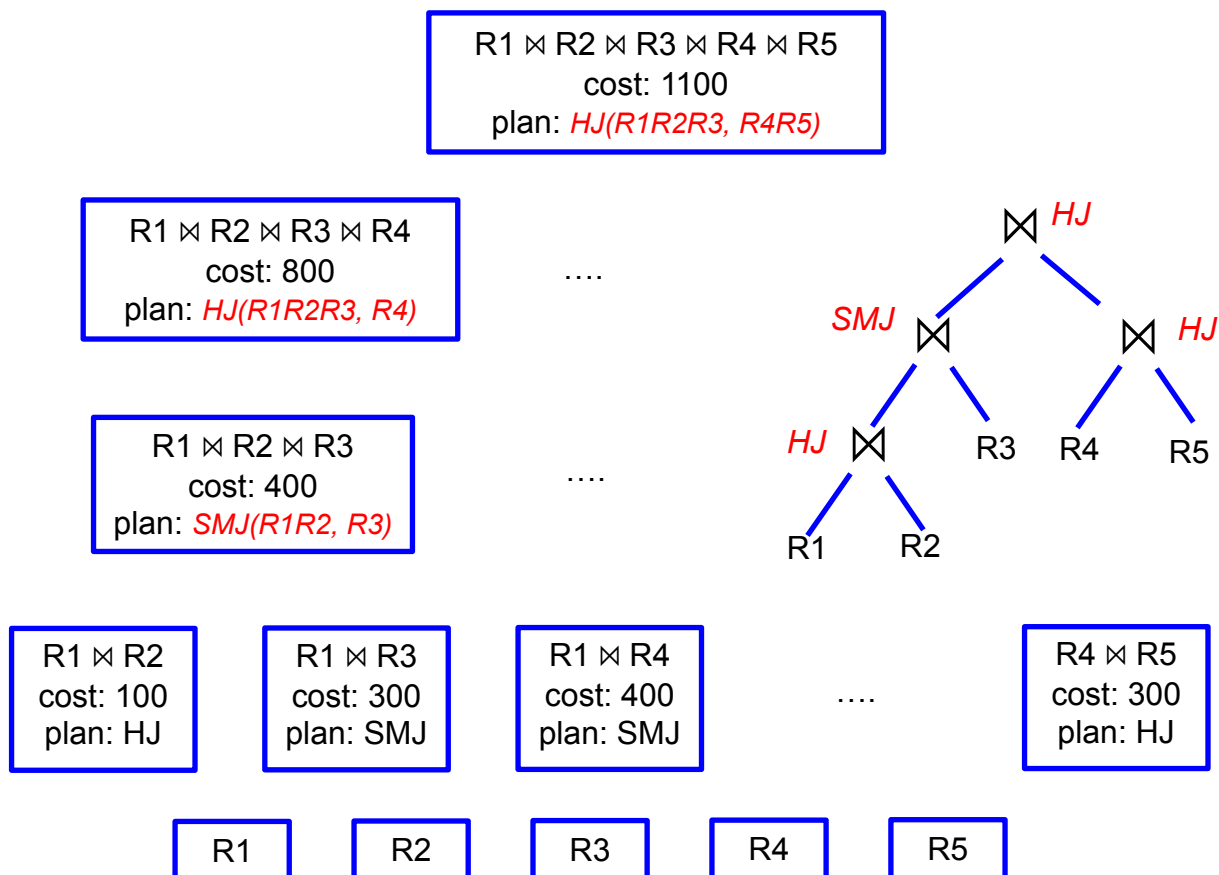 R1 ⋈ R2 ⋈ R3 ⋈ R4 ⋈ R5
cost: 1100
plan: HJ(R1R2R3, R4R5)
R1 ⋈ R2 ⋈ R3 ⋈ R4
cost: 800
plan: HJ(R1R2R3, R4)
....
R1 ⋈ R2 ⋈ R3
cost: 400
plan: SMJ(R1R2, R3)
....
⋈ HJ
SMJ ⋈
⋈ HJ
HJ ⋈
R3
R4
R5
R1
R2
R1 ⋈ R2
cost: 100
plan: HJ
R1 ⋈ R3
cost: 300
plan: SMJ
R1 ⋈ R4
cost: 400
plan: SMJ
....
R4 ⋈ R5
cost: 300
plan: HJ
R1
R2
R3
R4
R5